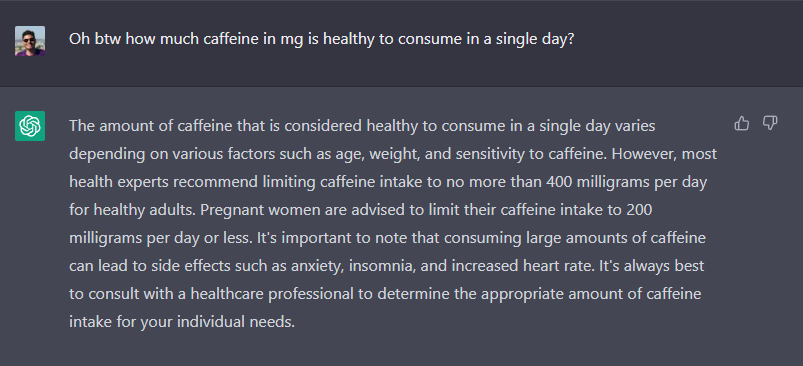 Oh btw how much caffeine in mg is healthy to consume in a single day?
The amount of caffeine that is considered healthy to consume in a single day varies
depending on various factors such as age, weight, and sensitivity to caffeine. However, most
health experts recommend limiting caffeine intake to no more than 400 milligrams per day
for healthy adults. Pregnant women are advised to limit their caffeine intake to 200
milligrams per day or less. It's important to note that consuming large amounts of caffeine
can lead to side effects such as anxiety, insomnia, and increased heart rate. It's always best
to consult with a healthcare professional to determine the appropriate amount of caffeine
intake for your individual needs.